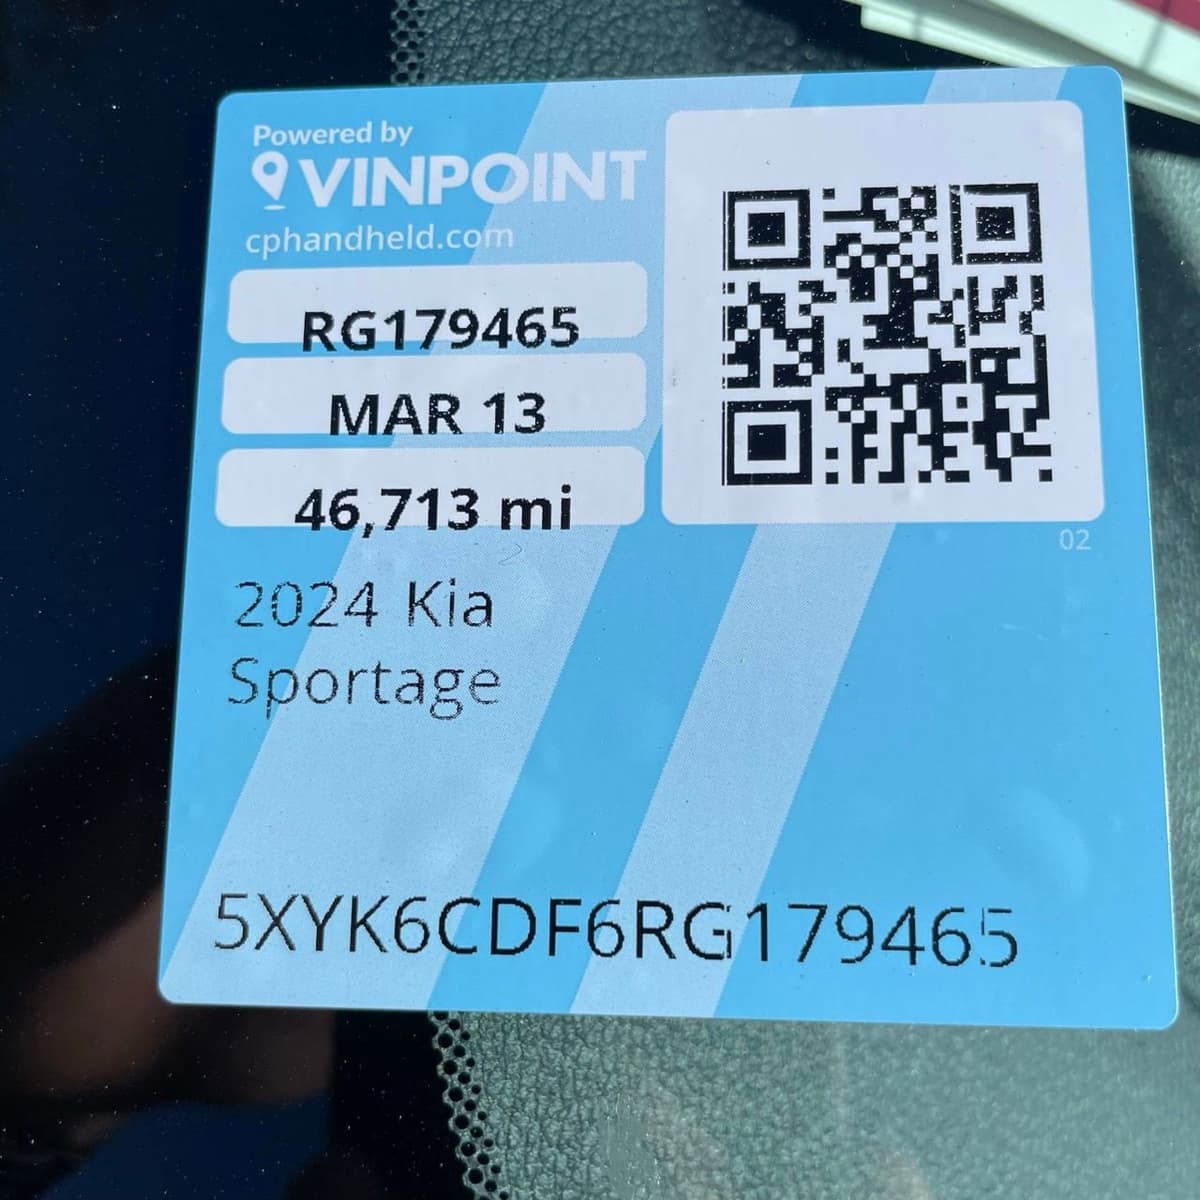 Powered by
VINPOINT
cphandheld.com
RG179465
MAR 13
46,713 mi
02
2024 Kia
Sportage
5XYK6CDF6RG179465